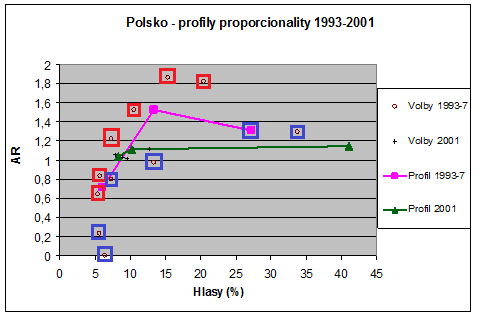 Polsko - profily proporcionality 1993-2001
AR
2
1,8
1,6
1,4
1,2
1
0,8
0,6
0,4
0,2
0
0 5 10 15 20 25 30 35 40 45
Hlasy (%)
Volby 1993-7
Volby 2001
Profil 1993-7
Profil 2001